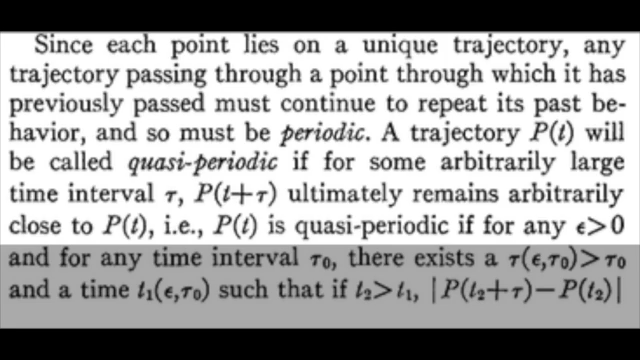 Since each point lies on a unique trajectory, any
trajectory passing through a point through which it has
previously passed must continue to repeat its past be-
havior, and so must be periodic. A trajectory P(t) will
be called quasi-periodic if for some arbitrarily large
time interval τ, P(t+τ) ultimately remains arbitrarily
close to P(t), i.e., P(t) is quasi-periodic if for any ϵ>0
and for any time interval τ₀, there exists a τ(ϵ,τ₀)>τ₀
and a time t₁(ϵ,τ₀) such that if t₂>t₁, |P(t₂+τ)−P(t₂)|